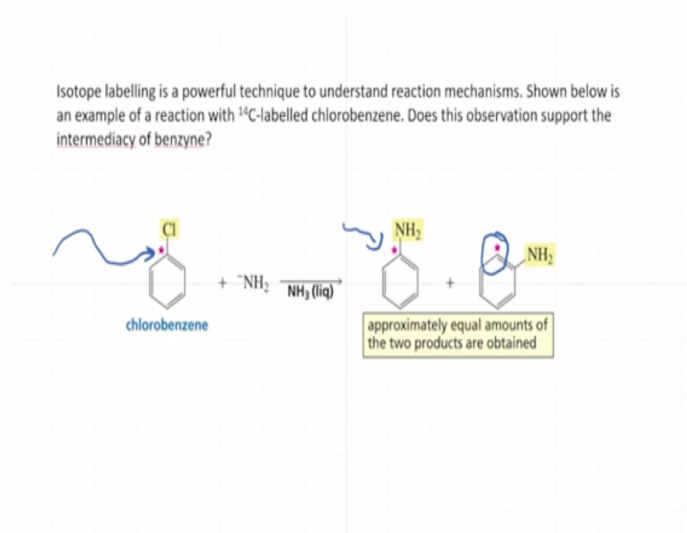 Isotope labelling is a powerful technique to understand reaction mechanisms. Shown below is
an example of a reaction with ¹⁴C-labelled chlorobenzene. Does this observation support the
intermediacy of benzyne?
Cl
NH₂
NH₂
+ ⁻NH₂
NH₃ (liq)
+
chlorobenzene
approximately equal amounts of
the two products are obtained